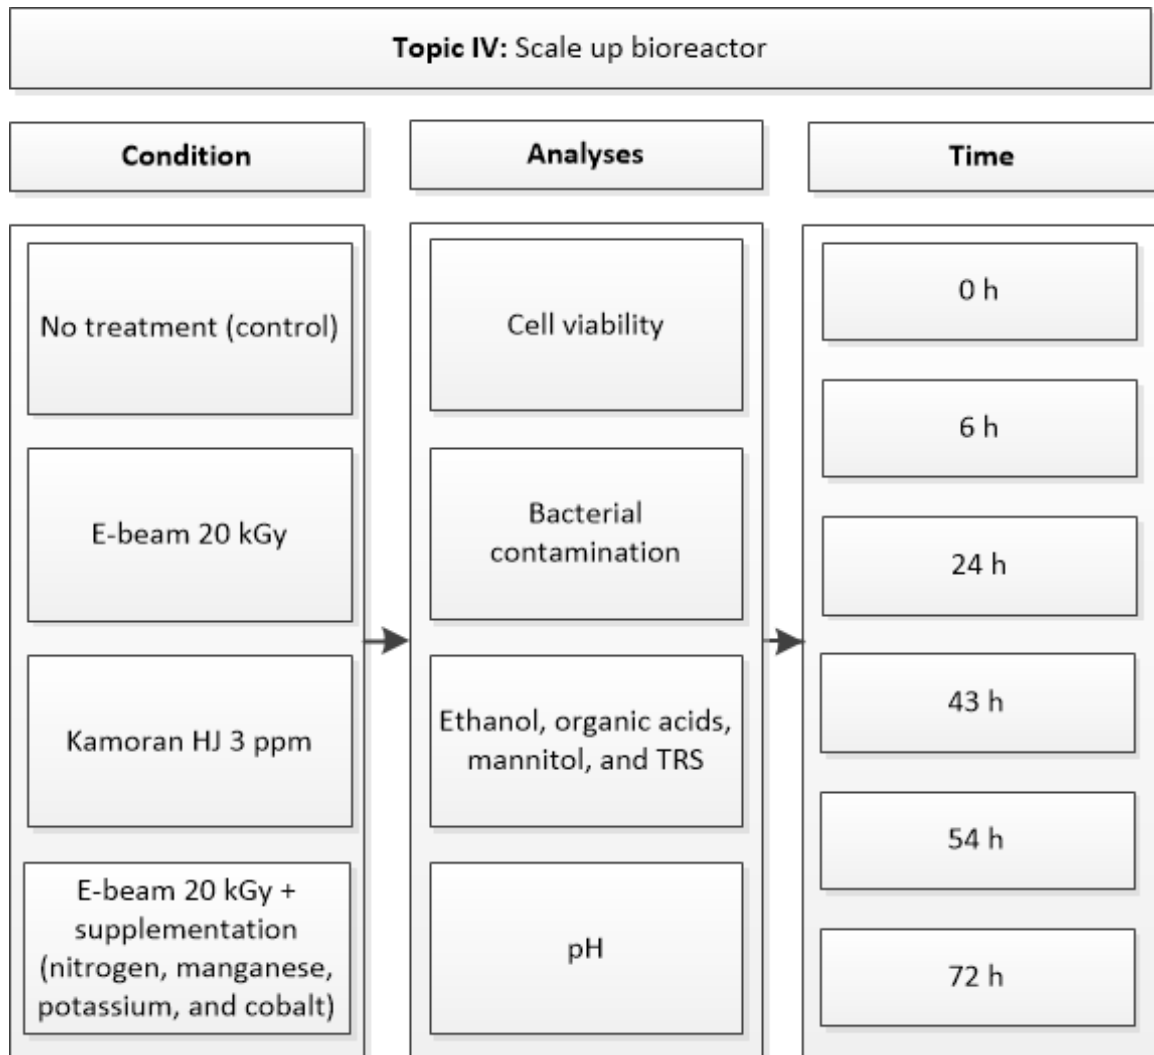 Topic IV: Scale up bioreactor
Condition
No treatment (control)
E-beam 20 kGy
Kamoran HJ 3 ppm
E-beam 20 kGy +
supplementation
(nitrogen, manganese,
potassium, and cobalt)
Analyses
Cell viability
Bacterial
contamination
Ethanol, organic acids,
mannitol, and TRS
pH
Time
0 h
6 h
24 h
43 h
54 h
72 h